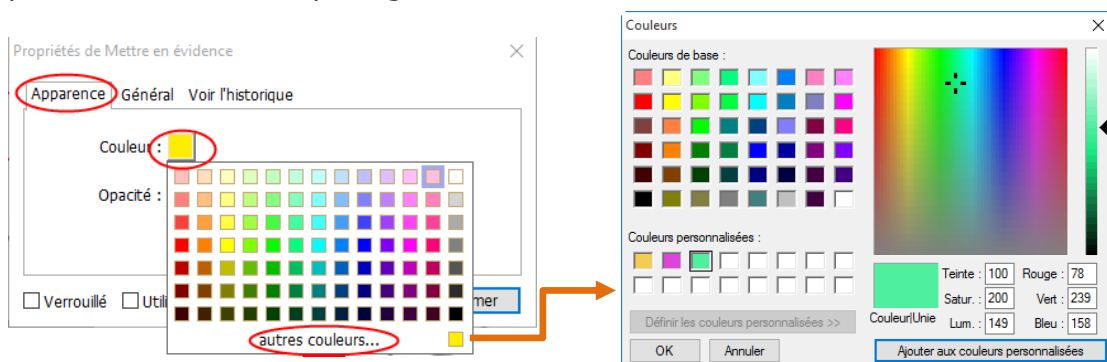 Propriétés de Mettre en évidence
Apparence Général Voir l'historique
Couleur :
Opacité :
Verrouillé
autres couleurs...
Couleurs
Couleurs de base :
Couleurs personnalisées :
Définir les couleurs personnalisées >>
OK Annuler
Couleur|Unie
Teinte : 100 Rouge : 78
Satur. : 200 Vert : 239
Lum. : 149 Bleu : 158
Ajouter aux couleurs personnalisées